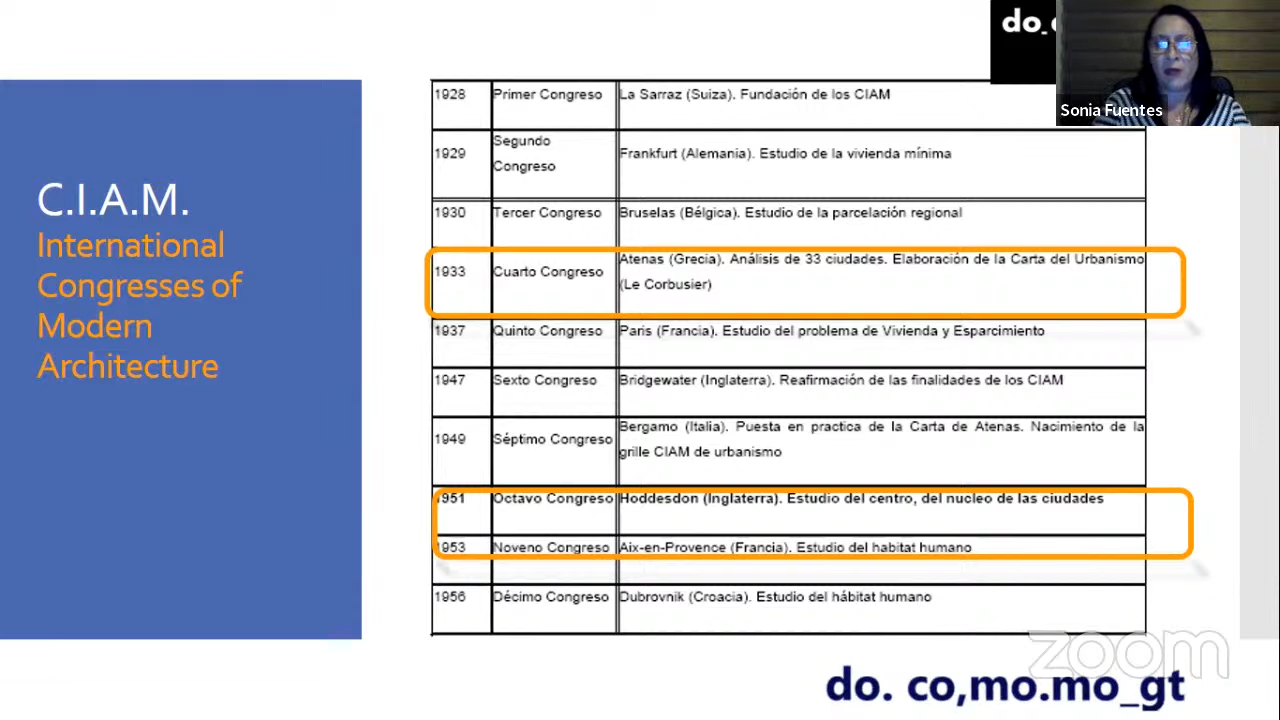 do_
Sonia Fuentes
C.I.A.M.
International
Congresses of
Modern
Architecture
1928 Primer Congreso La Sarraz (Suiza). Fundación de los CIAM
1929 Segundo Congreso Frankfurt (Alemania). Estudio de la vivienda mínima
1930 Tercer Congreso Bruselas (Bélgica). Estudio de la parcelación regional
1933 Cuarto Congreso Atenas (Grecia). Análisis de 33 ciudades. Elaboración de la Carta del Urbanismo
(Le Corbusier)
1937 Quinto Congreso Paris (Francia). Estudio del problema de Vivienda y Esparcimiento
1947 Sexto Congreso Bridgewater (Inglaterra). Reafirmación de las finalidades de los CIAM
1949 Séptimo Congreso Bergamo (Italia). Puesta en practica de la Carta de Atenas. Nacimiento de la
grille CIAM de urbanismo
1951 Octavo Congreso Hoddesdon (Inglaterra). Estudio del centro, del nucleo de las ciudades
1953 Noveno Congreso Aix-en-Provence (Francia). Estudio del habitat humano
1956 Décimo Congreso Dubrovnik (Croacia). Estudio del hábitat humano
zoom
do. co,mo.mo_gt